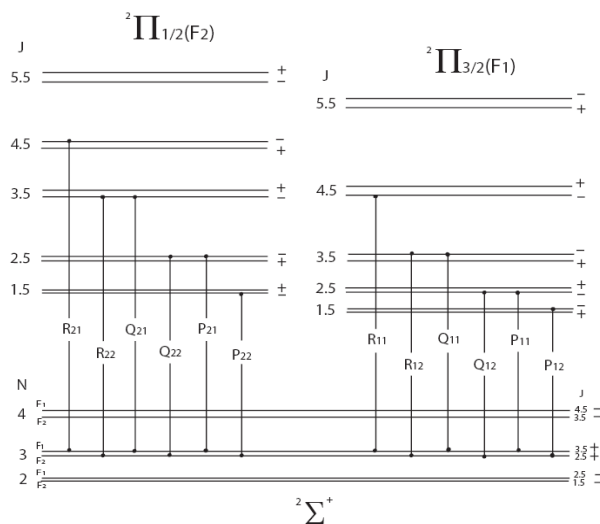 ²Π1/2(F2)
²Π3/2(F1)
J
5.5 + −
4.5 − +
3.5 + −
2.5 − +
1.5 + −
J
5.5 − +
4.5 + −
3.5 − +
2.5 + −
1.5 − +
R21 Q21 P21
R22 Q22 P22
R11 Q11 P11
R12 Q12 P12
N J
4 F1 4.5 −
F2 3.5 −
3 F1 3.5 +
F2 2.5 +
2 F1 2.5 −
F2 1.5 −
²Σ⁺